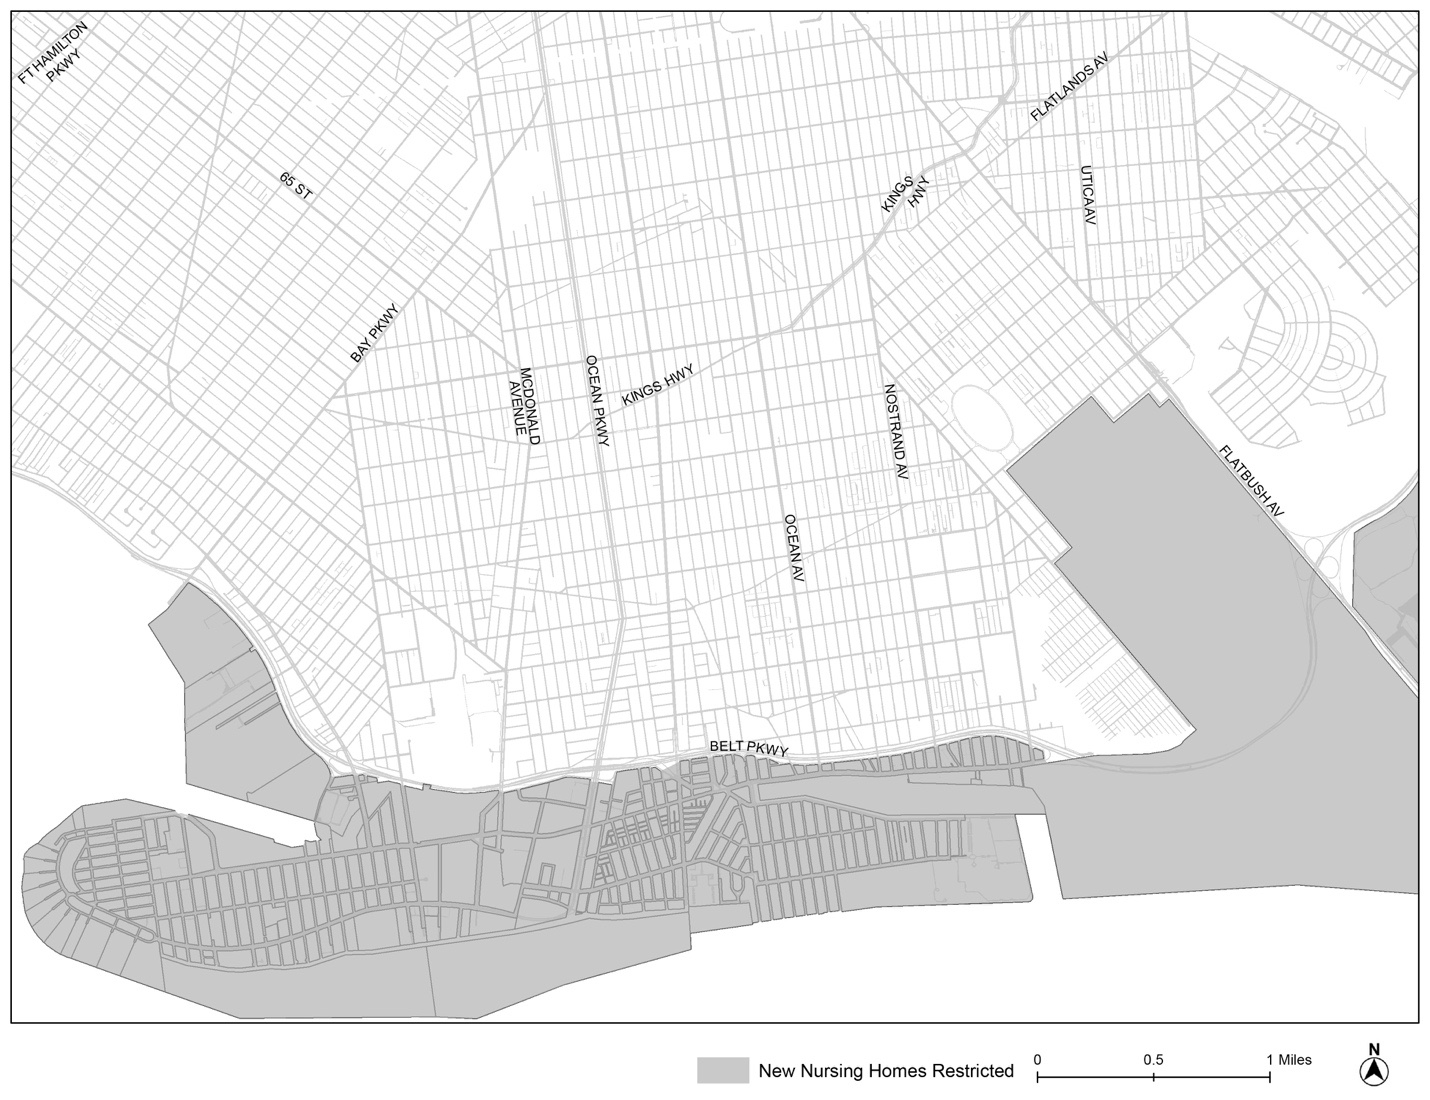 FT HAMILTON
PKWY
FLATLANDS AV
65 ST
KINGS
HWY
UTICA AV
BAY PKWY
MCDONALD
AVENUE
OCEAN PKWY
KINGS HWY
NOSTRAND AV
FLATBUSH AV
OCEAN AV
BELT PKWY
New Nursing Homes Restricted
0 0.5 1 Miles
N